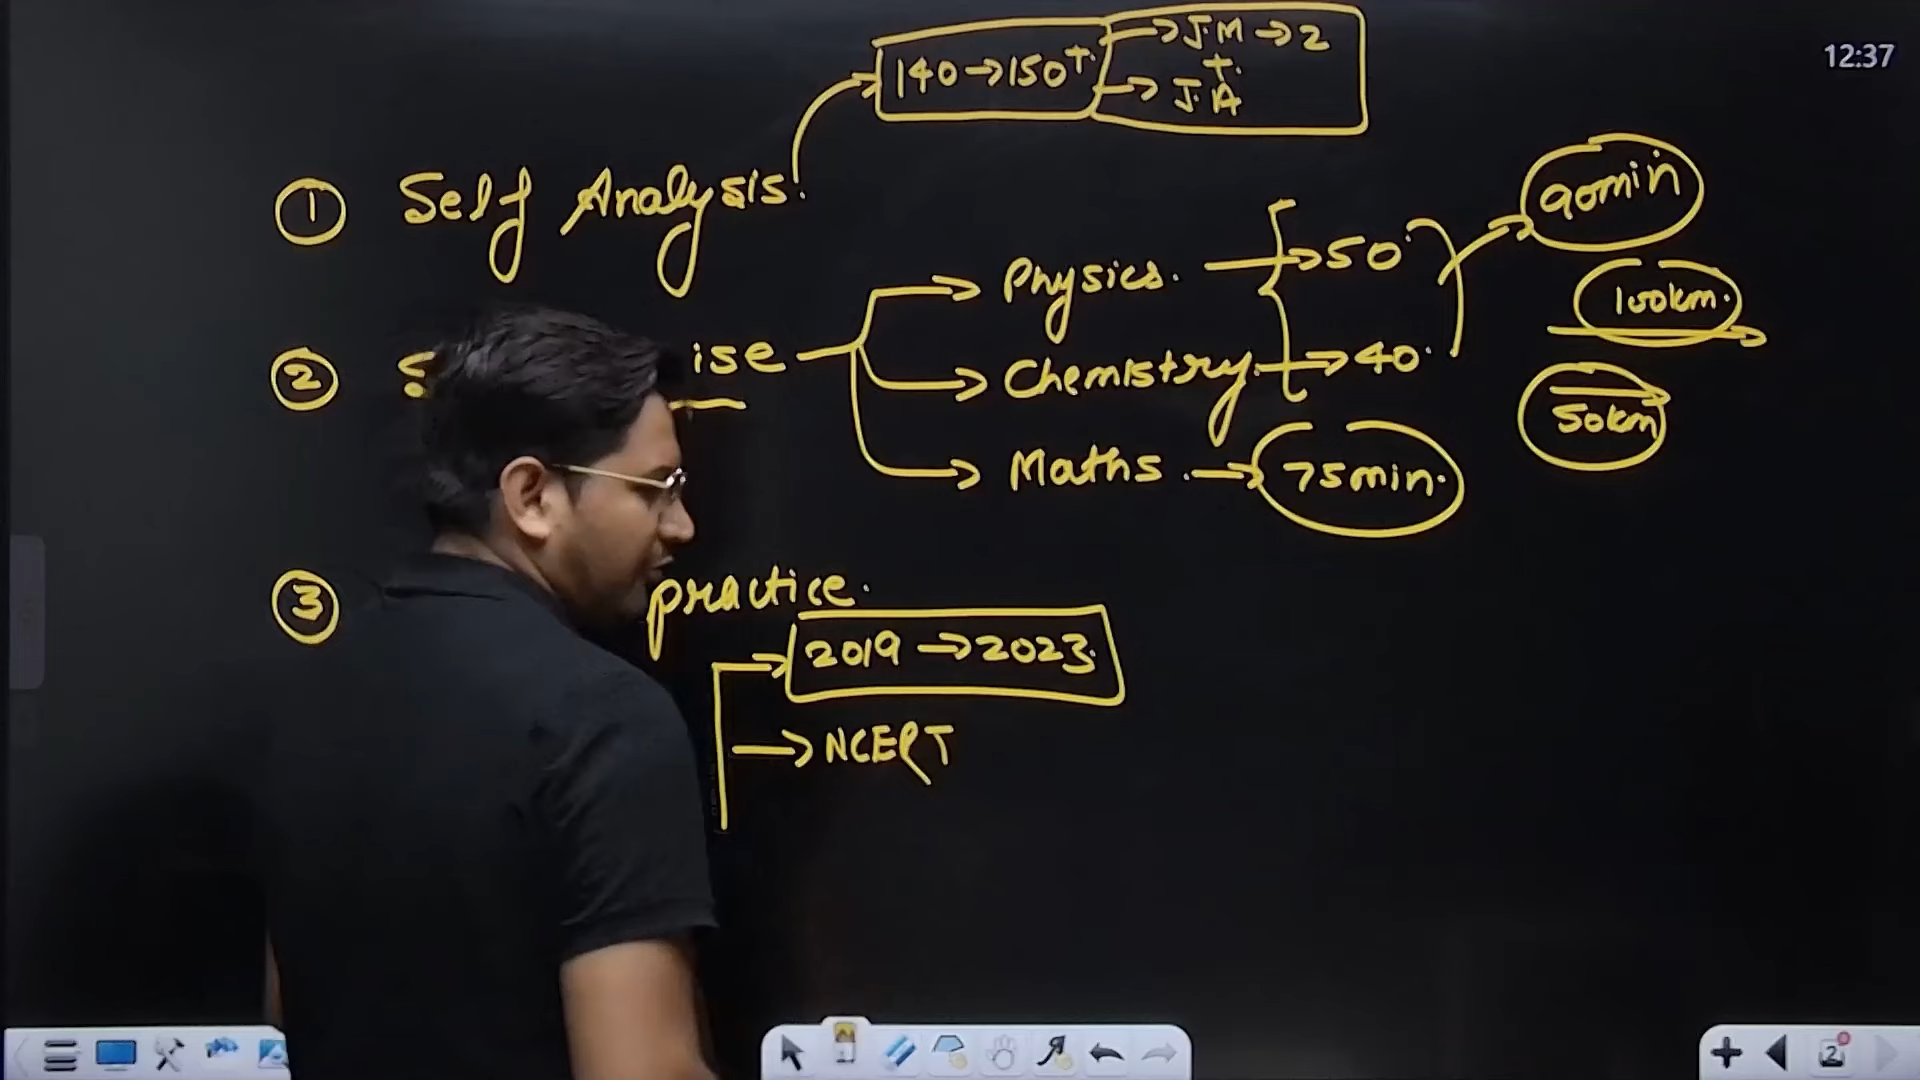 140→150+ →J.M→2
+
→J.A
12:37
① Self Analysis.
Physics. →50
90min
100km.
② ise
Chemistry. →40
50km
Maths. → 75min.
③ practice.
→ 2019→2023.
→ NCERT
2